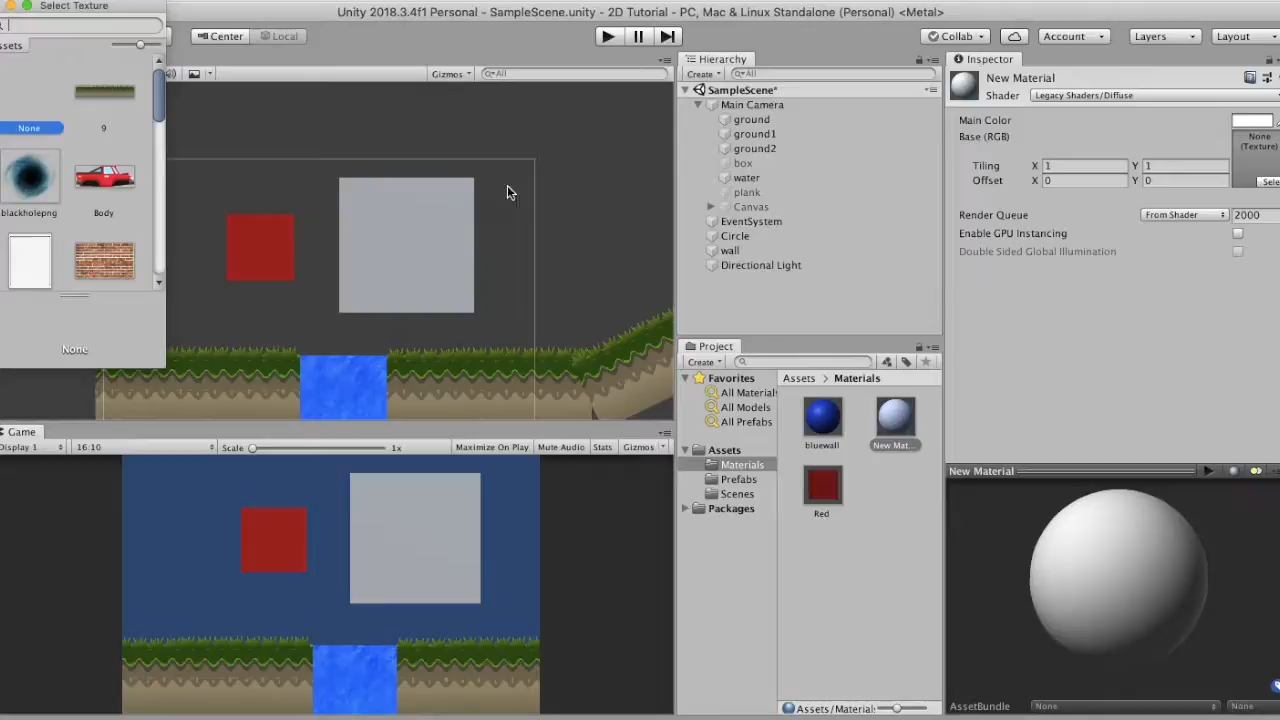 Select Texture
Unity 2018.3.4f1 Personal - SampleScene.unity - 2D Tutorial - PC, Mac & Linux Standalone (Personal) <Metal>
Center
Local
Collab
Account
Layers
Layout
ssets
None
9
blackholepng
Body
None
Gizmos
All
Hierarchy
Create
All
SampleScene*
Main Camera
ground
ground1
ground2
box
water
plank
Canvas
EventSystem
Circle
wall
Directional Light
Inspector
New Material
Shader
Legacy Shaders/Diffuse
Main Color
Base (RGB)
None
(Texture)
Tiling X 1 Y 1
Offset X 0 Y 0
Sele
Render Queue From Shader 2000
Enable GPU Instancing
Double Sided Global Illumination
Project
Create
Favorites
All Materials
All Models
All Prefabs
Assets
Materials
Prefabs
Scenes
Packages
Assets Materials
bluewall
New Mat...
Red
Assets/Materials
Game
Display 1
16:10
Scale
1x
Maximize On Play
Mute Audio
Stats
Gizmos
New Material
AssetBundle
None
None